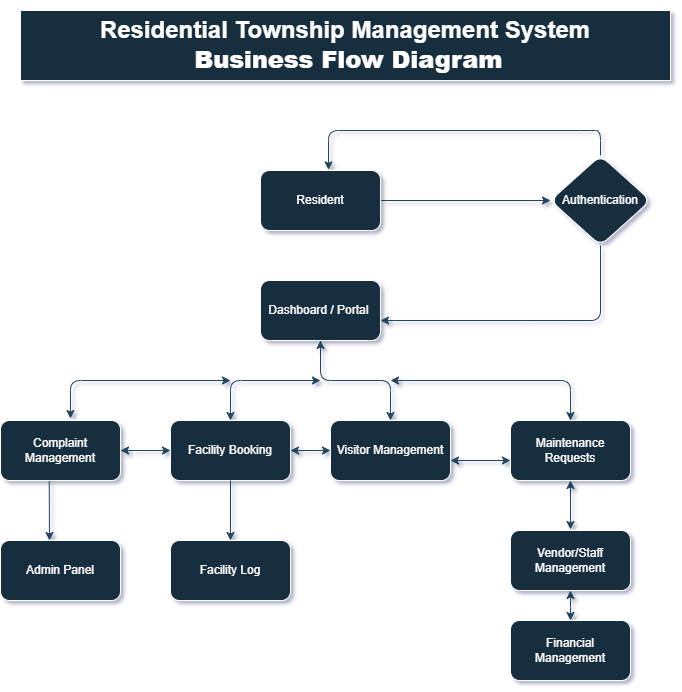 Residential Township Management System
Business Flow Diagram
Resident
Authentication
Dashboard / Portal
Complaint
Management
Facility Booking
Visitor Management
Maintenance
Requests
Admin Panel
Facility Log
Vendor/Staff
Management
Financial
Management